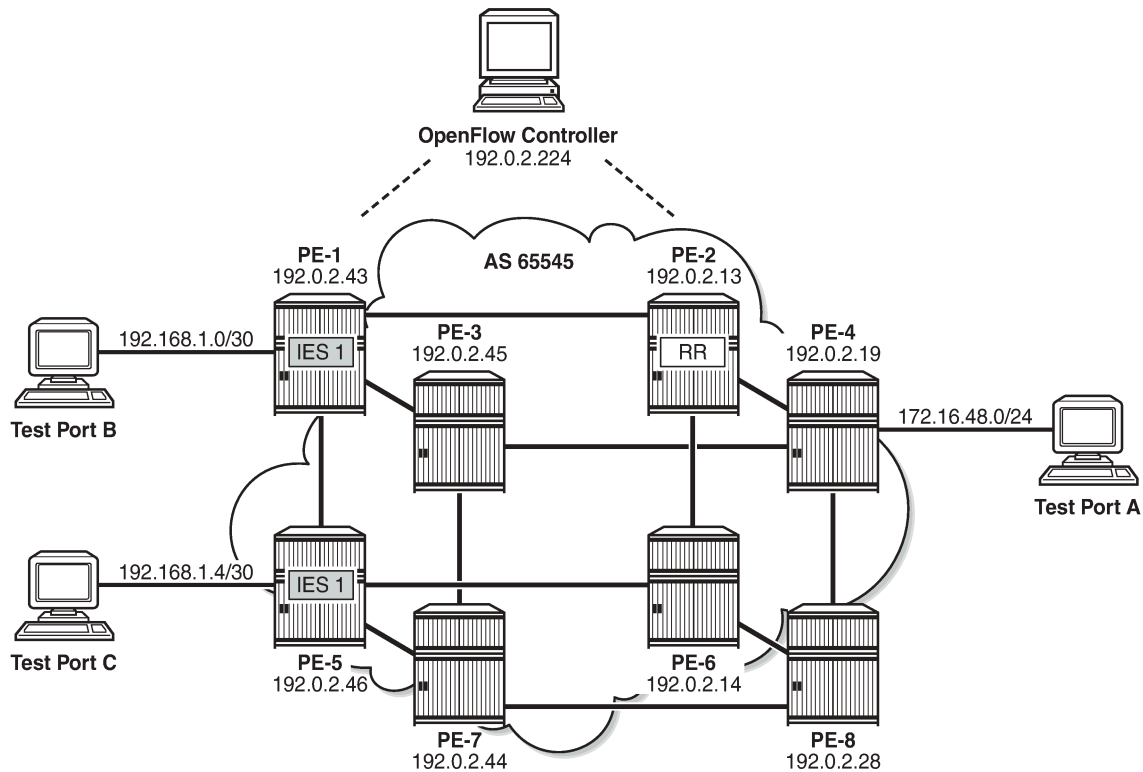 OpenFlow Controller
192.0.2.224
AS 65545
PE-1
192.0.2.43
PE-2
192.0.2.13
PE-3
192.0.2.45
PE-4
192.0.2.19
192.168.1.0/30
IES 1
RR
Test Port B
172.16.48.0/24
Test Port A
192.168.1.4/30
IES 1
Test Port C
PE-5
192.0.2.46
PE-6
192.0.2.14
PE-7
192.0.2.44
PE-8
192.0.2.28